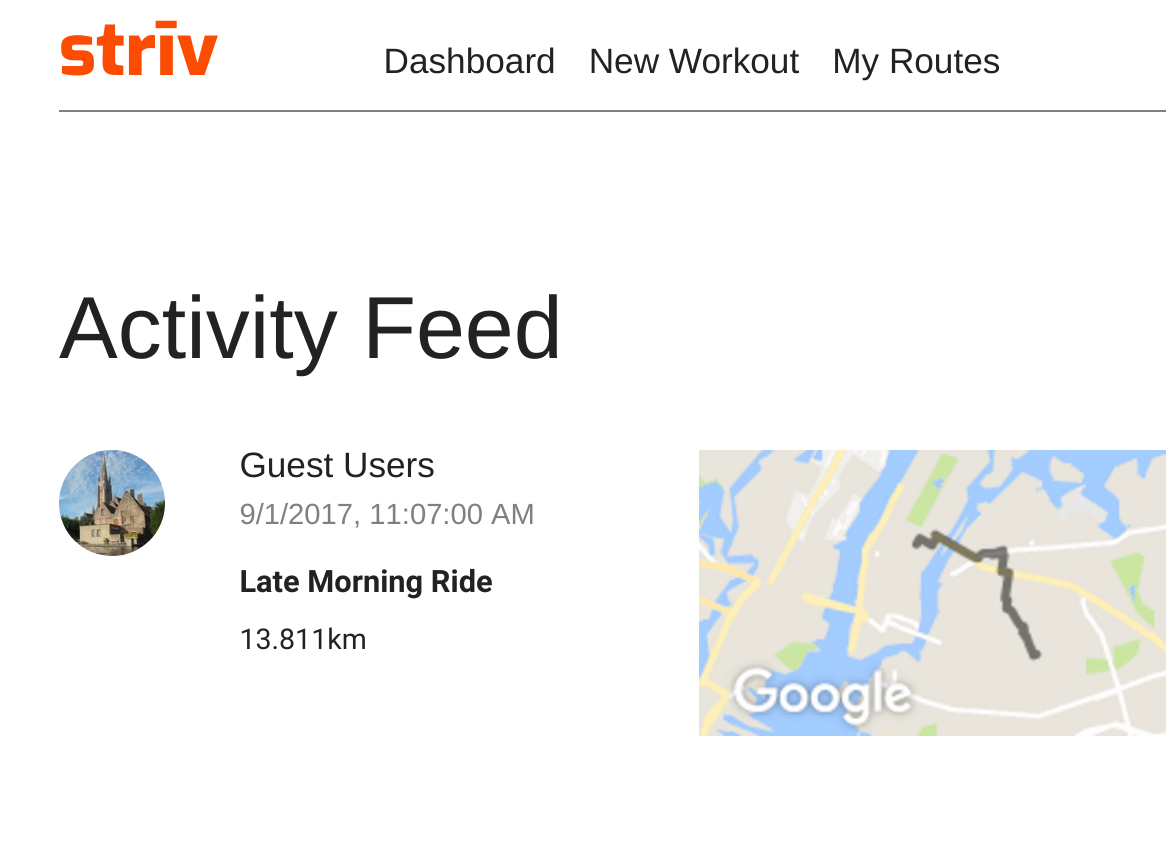 strīv
Dashboard New Workout My Routes
Activity Feed
Guest Users
9/1/2017, 11:07:00 AM
Late Morning Ride
13.811km
Google